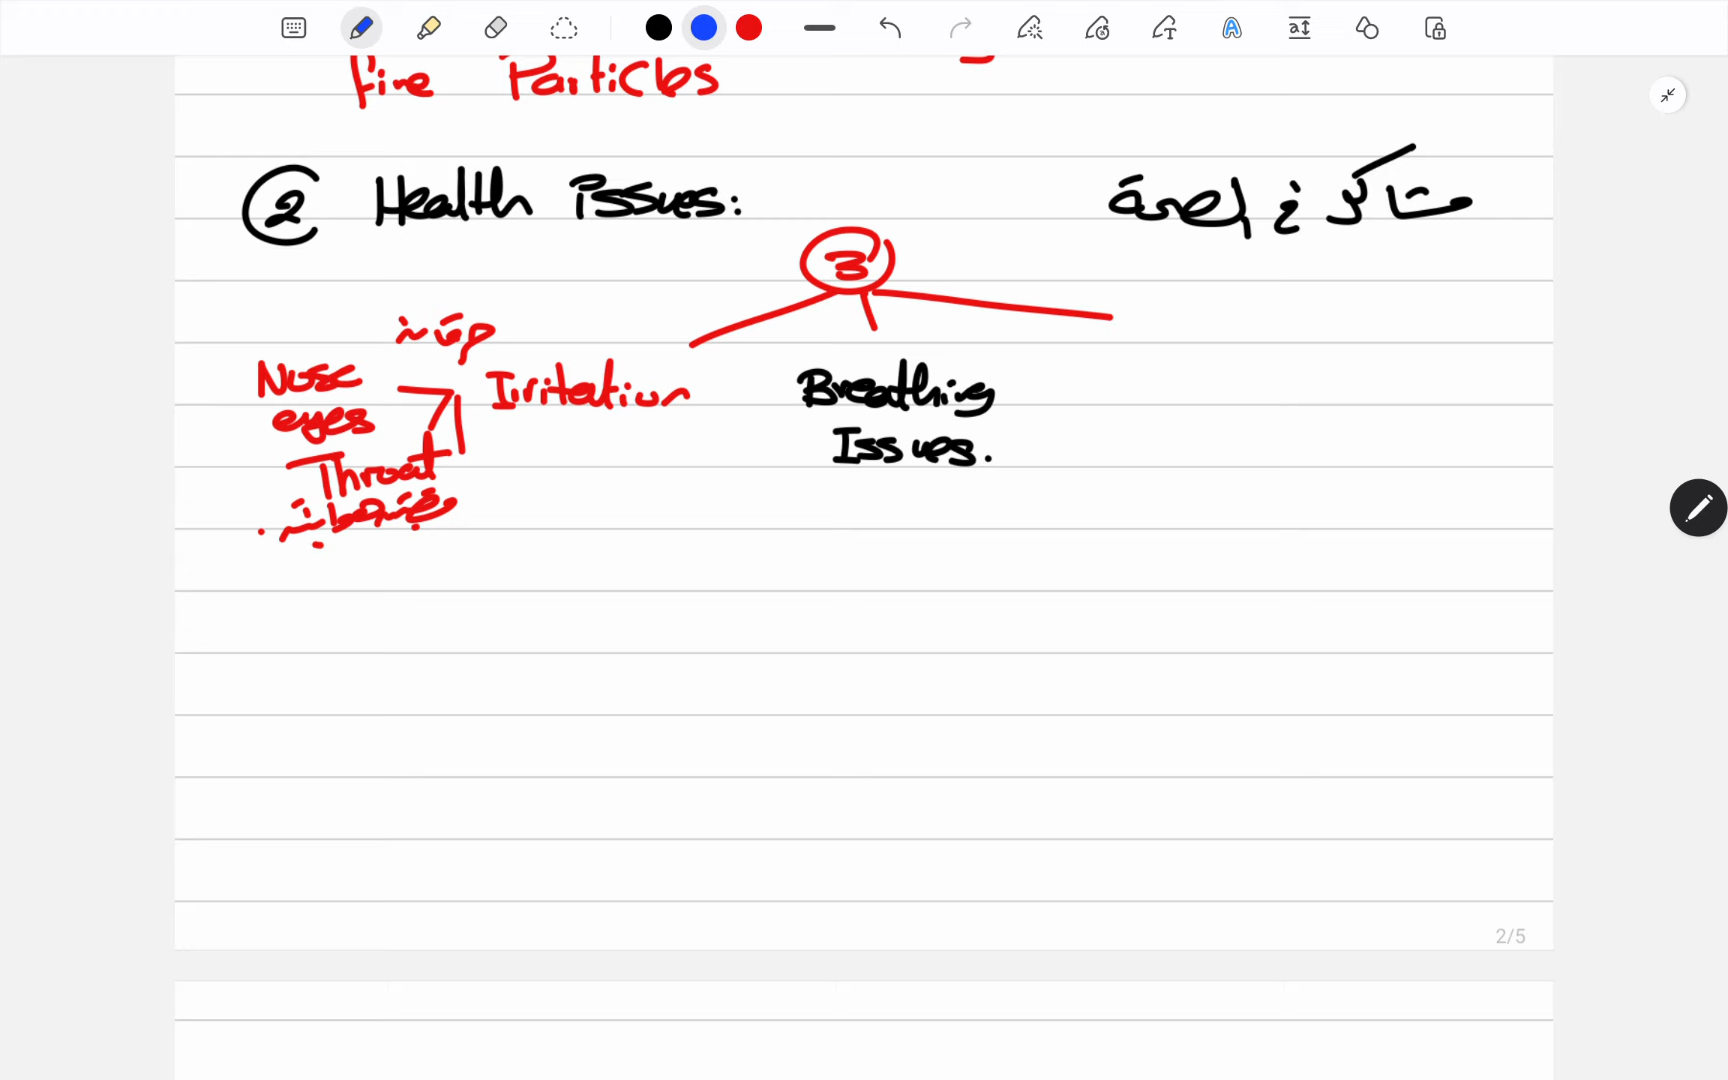 fine Particles
② Health issues: مشاكل في الصحة
3
تهيج
Nose
Irritation
Breathing
eyes
Issues.
Throat
2/5